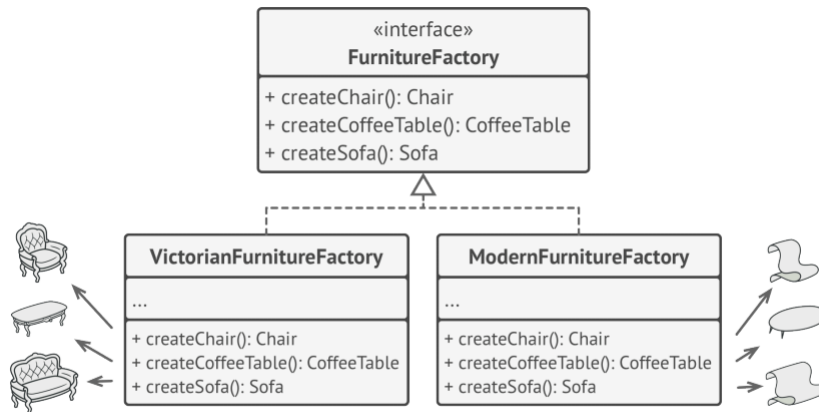 «interface»
FurnitureFactory
+ createChair(): Chair
+ createCoffeeTable(): CoffeeTable
+ createSofa(): Sofa
VictorianFurnitureFactory
...
+ createChair(): Chair
+ createCoffeeTable(): CoffeeTable
+ createSofa(): Sofa
ModernFurnitureFactory
...
+ createChair(): Chair
+ createCoffeeTable(): CoffeeTable
+ createSofa(): Sofa